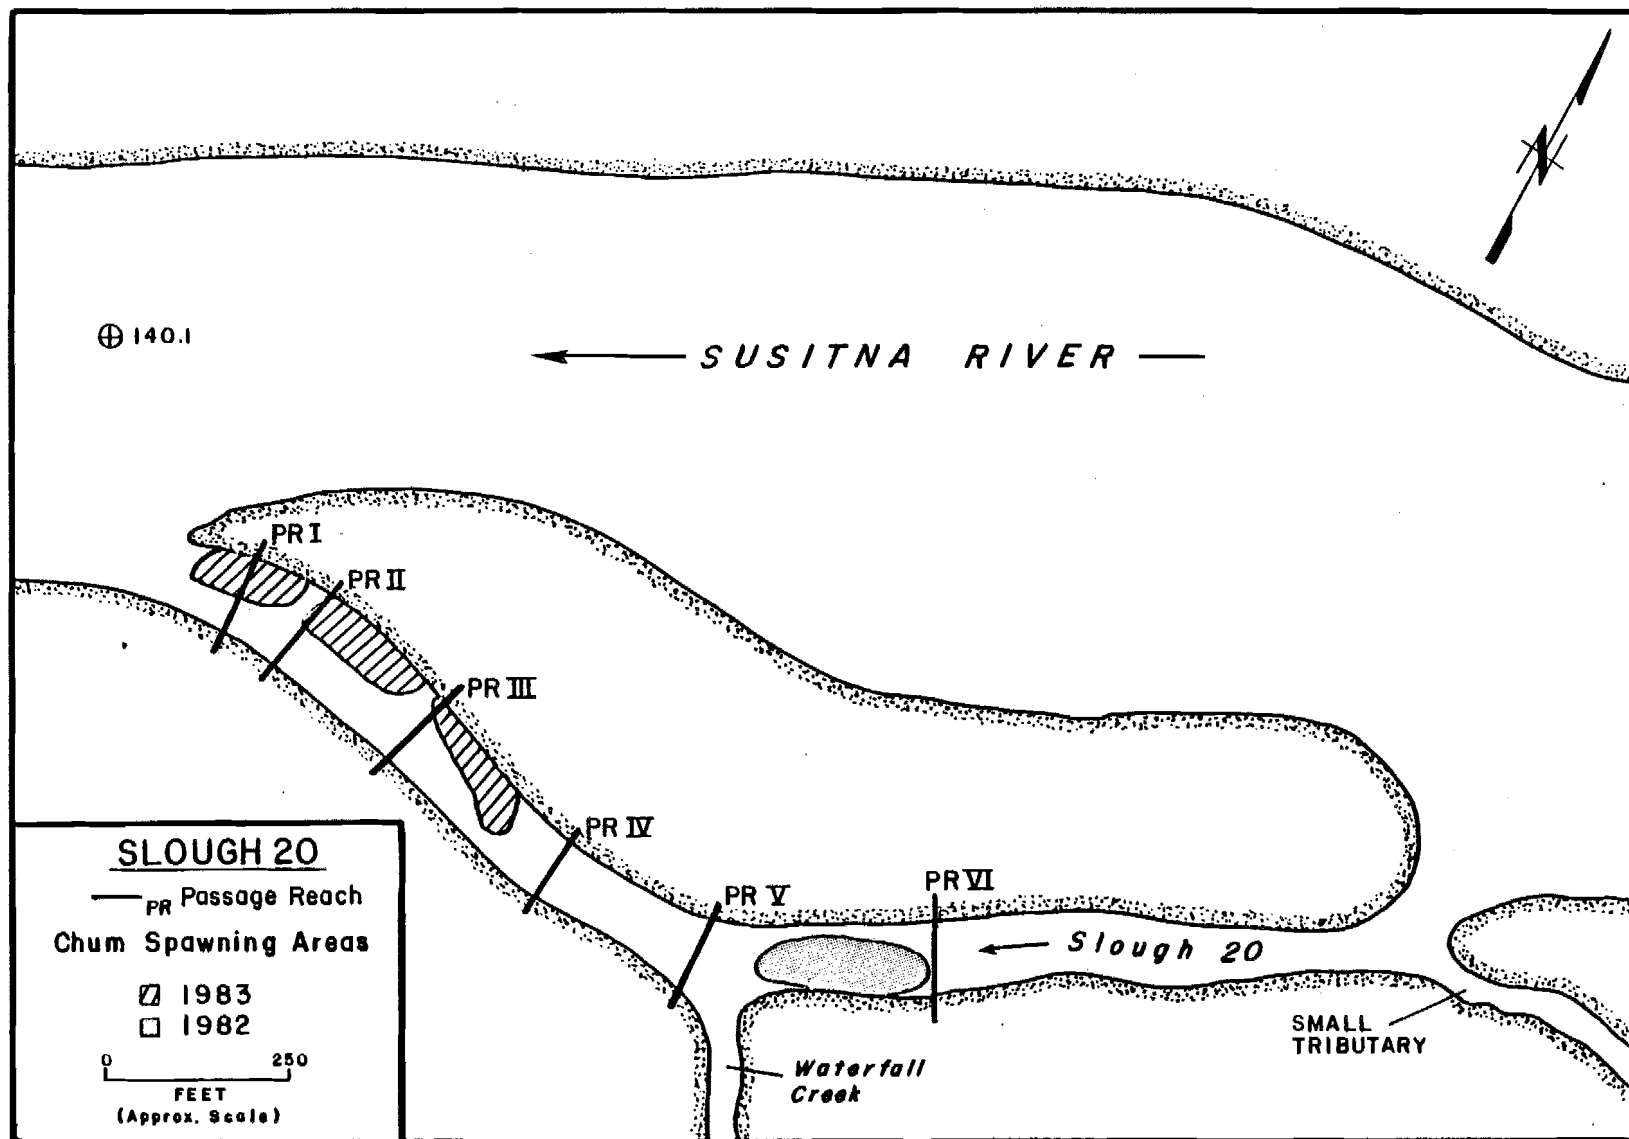 140.1
SUSITNA RIVER
PR I
PR II
PR III
PR IV
PR V
PR VI
Slough 20
SMALL
TRIBUTARY
Waterfall
Creek
SLOUGH 20
PR Passage Reach
Chum Spawning Areas
1983
1982
0 250
FEET
(Approx. Scale)